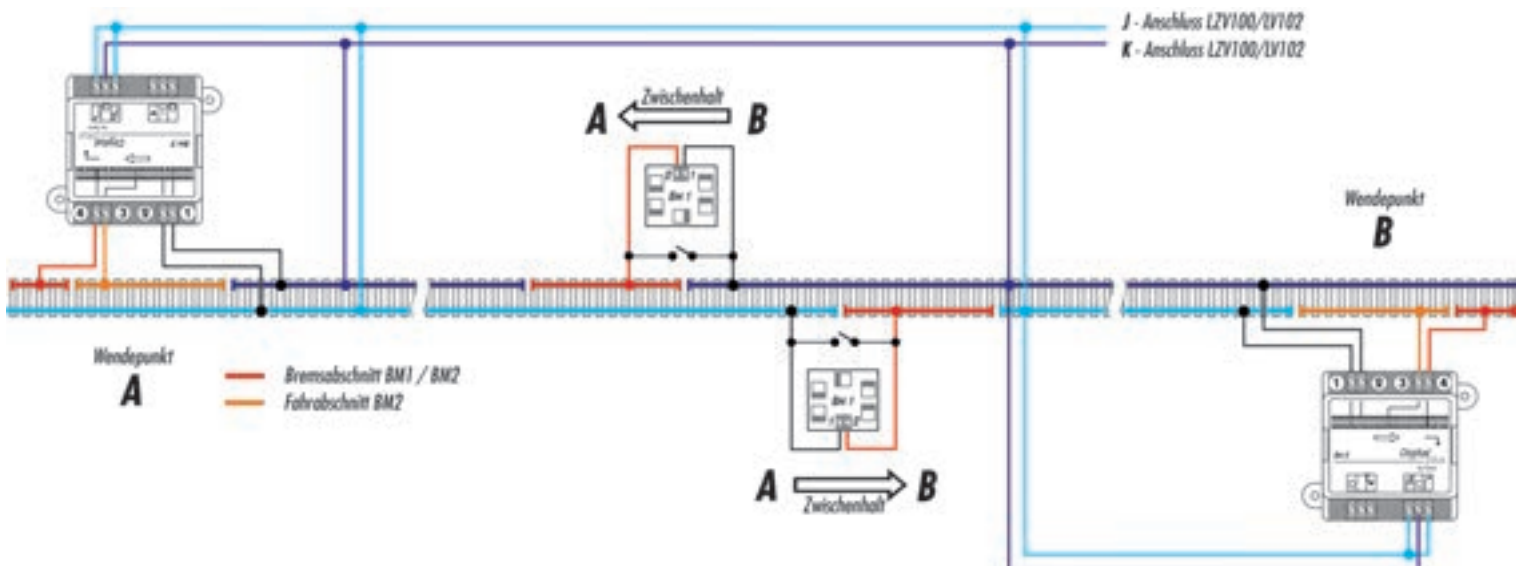 J - Anschluss LZV100/LV102
K - Anschluss LZV100/LV102
Zwischenhalt
A B
BM 1
Wendepunkt
B
Wendepunkt
A
Bremsabschnitt BM1 / BM2
Fahrabschnitt BM2
BM 1
A B
Zwischenhalt